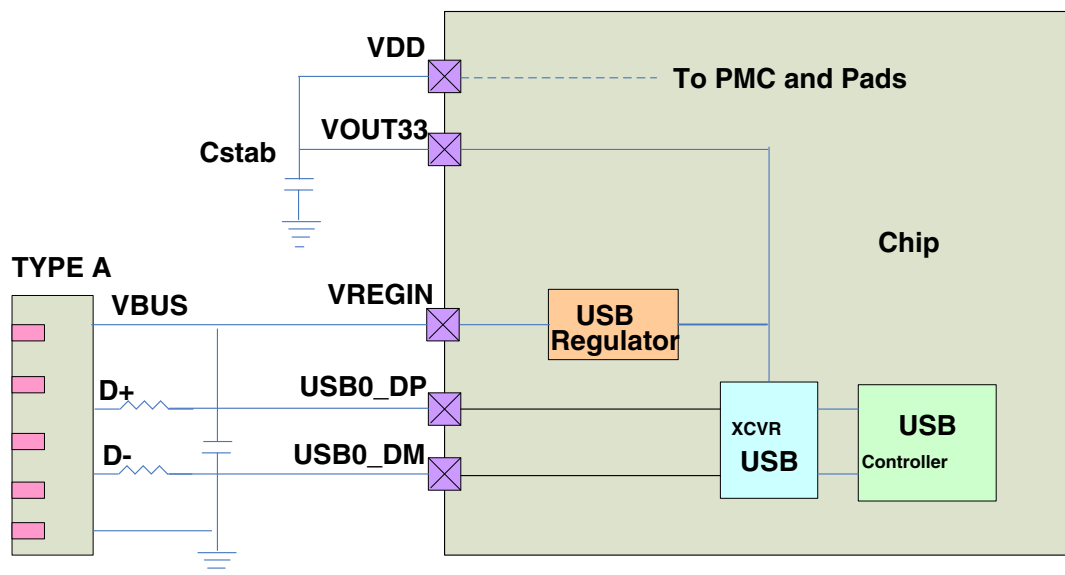 VDD
To PMC and Pads
VOUT33
Cstab
Chip
TYPE A
VBUS
VREGIN
USB
Regulator
D+
USB0_DP
XCVR
USB
USB
Controller
D-
USB0_DM